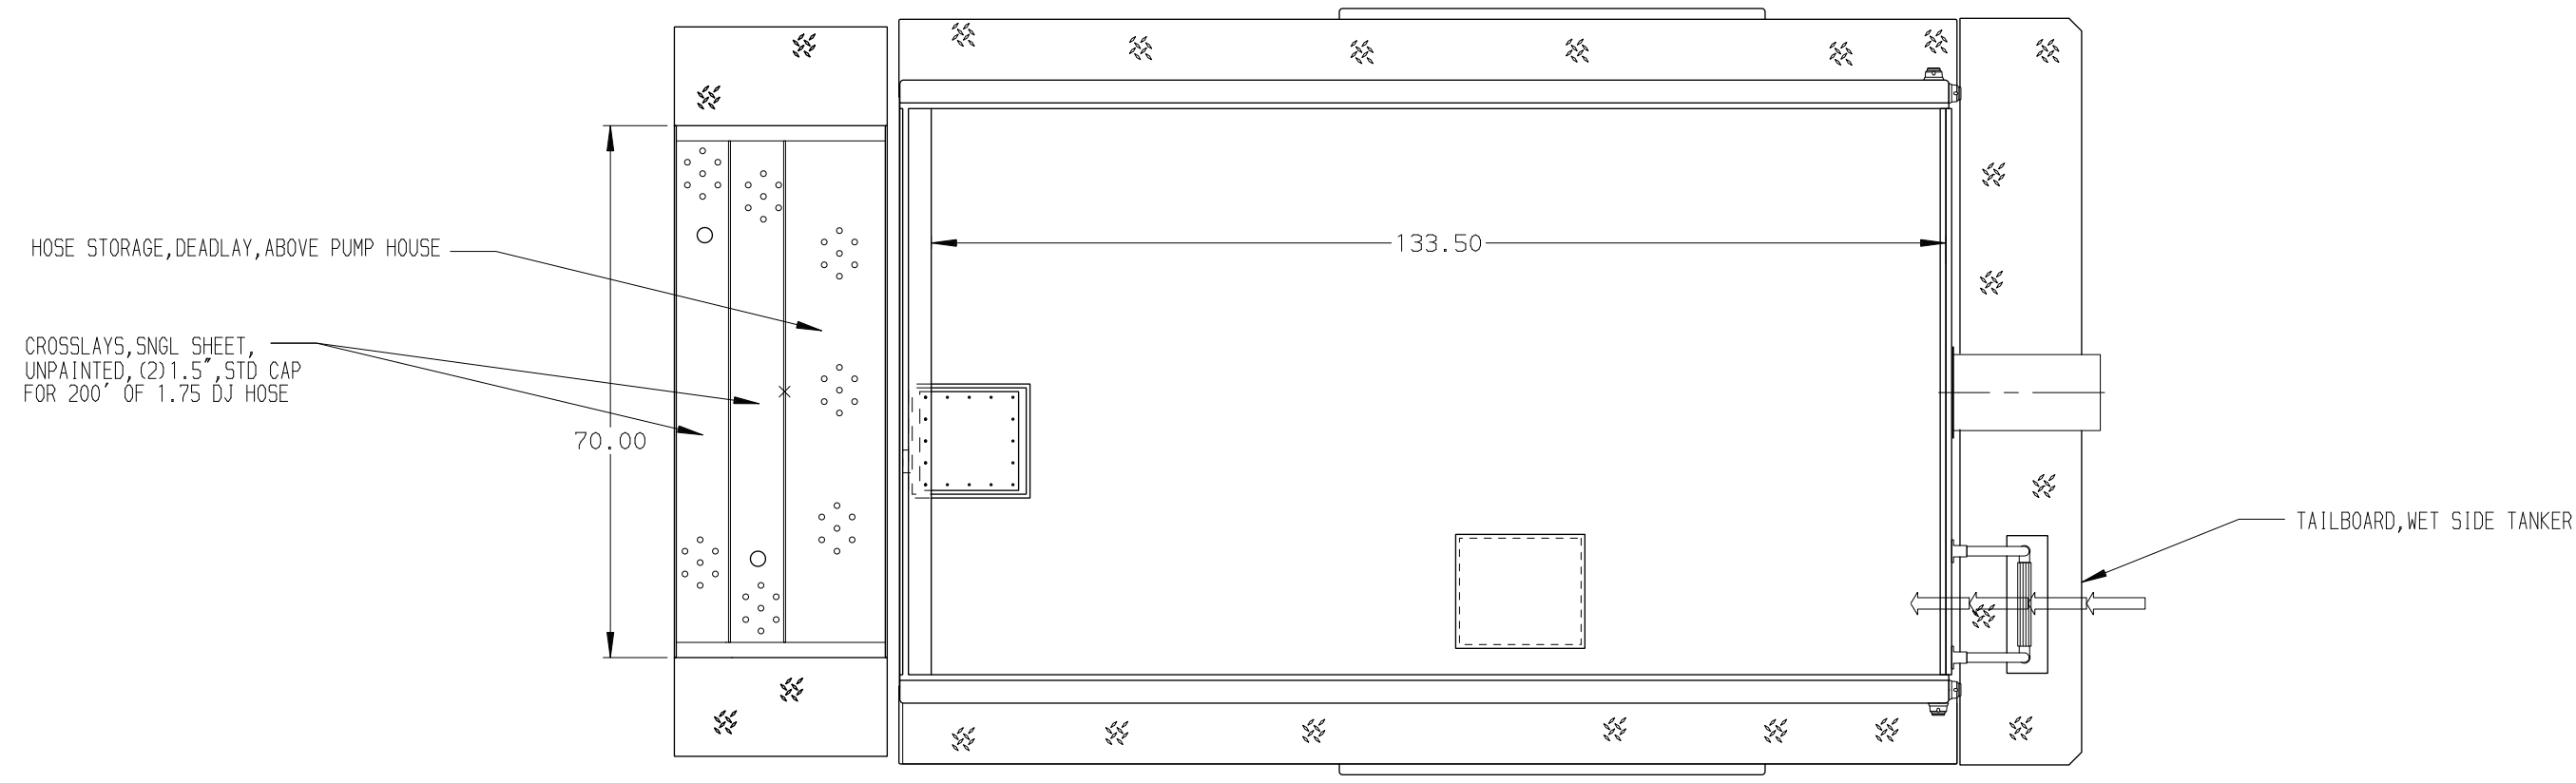 HOSE STORAGE,DEADLAY,ABOVE PUMP HOUSE
CROSSLAYS,SNGL SHEET,
UNPAINTED,(2)1.5",STD CAP
FOR 200' OF 1.75 DJ HOSE
70.00
133.50
TAILBOARD,WET SIDE TANKER